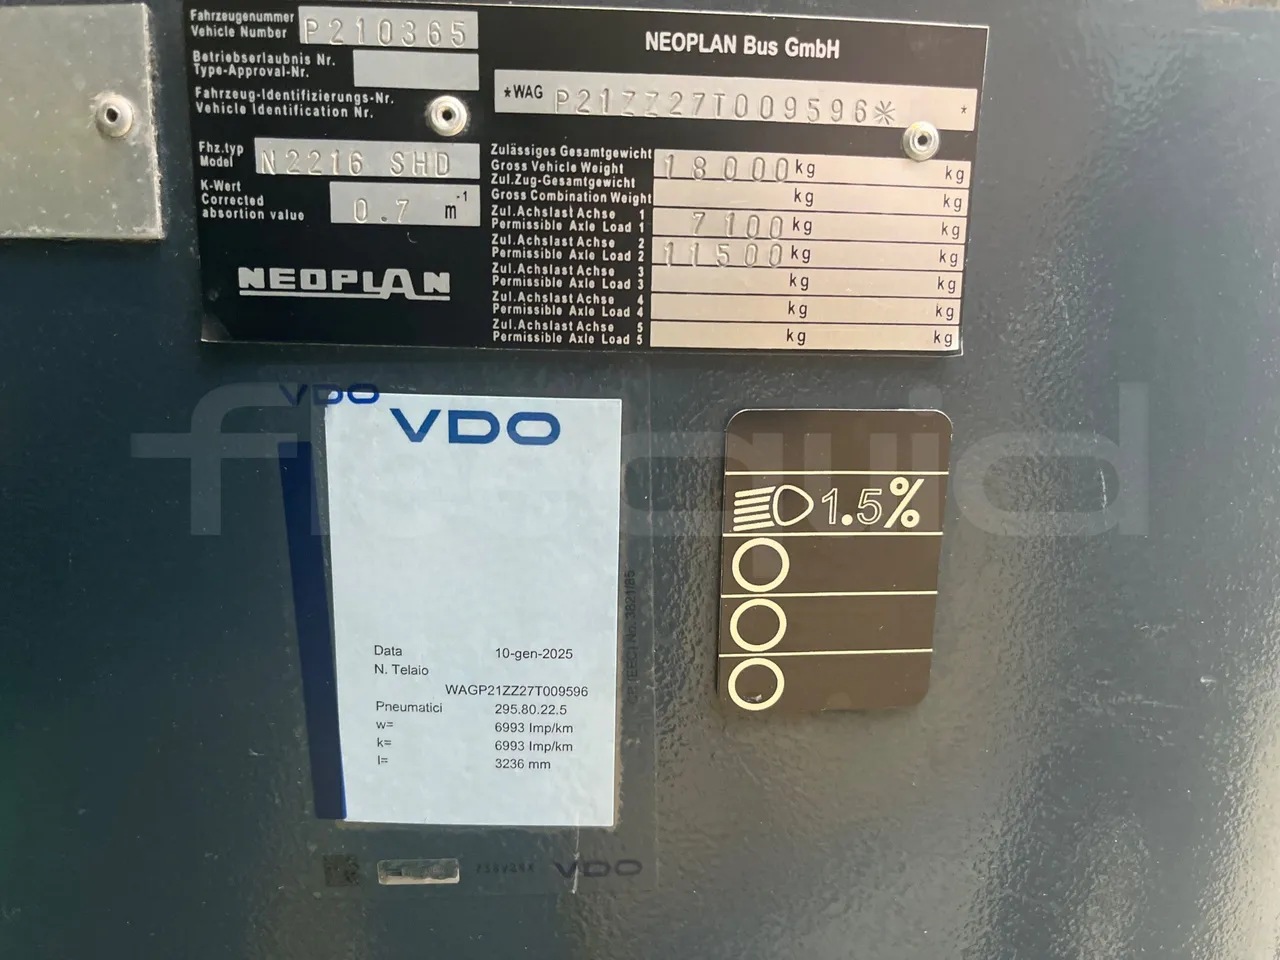 Fahrzeugenummer
Vehicle Number P210365
Betriebserlaubnis Nr.
Type-Approval-Nr.
Fahrzeug-Identifizierungs-Nr.
Vehicle Identification Nr.
Fhz.typ
Model N2216 SHD
K-Wert
Corrected
absortion value 0.7 m-1
NEOPLAN
NEOPLAN Bus GmbH
*WAG P21ZZ27T009596* *
Zulässiges Gesamtgewicht
Gross Vehicle Weight 18000 kg kg
Zul.Zug-Gesamtgewicht
Gross Combination Weight kg kg
Zul.Achslast Achse 1
Permissible Axle Load 1 7100 kg kg
Zul.Achslast Achse 2
Permissible Axle Load 2 11500 kg kg
Zul.Achslast Achse 3
Permissible Axle Load 3 kg kg
Zul.Achslast Achse 4
Permissible Axle Load 4 kg kg
Zul.Achslast Achse 5
Permissible Axle Load 5 kg kg
VDO
VDO
Data 10-gen-2025
N. Telaio
WAGP21ZZ27T009596
Pneumatici 295.80.22.5
w= 6993 Imp/km
k= 6993 Imp/km
l= 3236 mm
VDO
1.5%